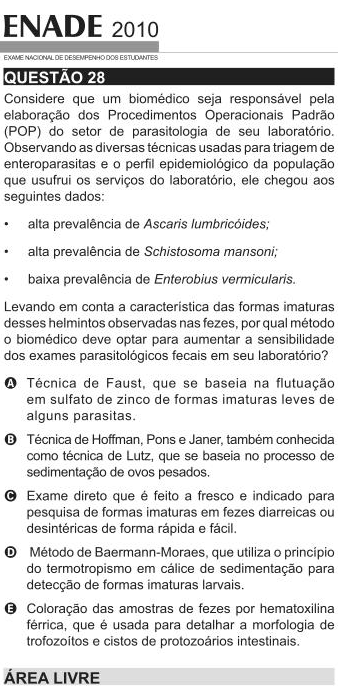 ENADE 2010
EXAME NACIONAL DE DESEMPENHO DOS ESTUDANTES
QUESTÃO 28
Considere que um biomédico seja responsável pela
elaboração dos Procedimentos Operacionais Padrão
(POP) do setor de parasitologia de seu laboratório.
Observando as diversas técnicas usadas para triagem de
enteroparasitas e o perfil epidemiológico da população
que usufrui os serviços do laboratório, ele chegou aos
seguintes dados:
• alta prevalência de Ascaris lumbricóides;
• alta prevalência de Schistosoma mansoni;
• baixa prevalência de Enterobius vermicularis.
Levando em conta a característica das formas imaturas
desses helmintos observadas nas fezes, por qual método
o biomédico deve optar para aumentar a sensibilidade
dos exames parasitológicos fecais em seu laboratório?
A Técnica de Faust, que se baseia na flutuação
em sulfato de zinco de formas imaturas leves de
alguns parasitas.
B Técnica de Hoffman, Pons e Janer, também conhecida
como técnica de Lutz, que se baseia no processo de
sedimentação de ovos pesados.
C Exame direto que é feito a fresco e indicado para
pesquisa de formas imaturas em fezes diarreicas ou
desintéricas de forma rápida e fácil.
D Método de Baermann-Moraes, que utiliza o princípio
do termotropismo em cálice de sedimentação para
detecção de formas imaturas larvais.
E Coloração das amostras de fezes por hematoxilina
férrica, que é usada para detalhar a morfologia de
trofozoítos e cistos de protozoários intestinais.
ÁREA LIVRE